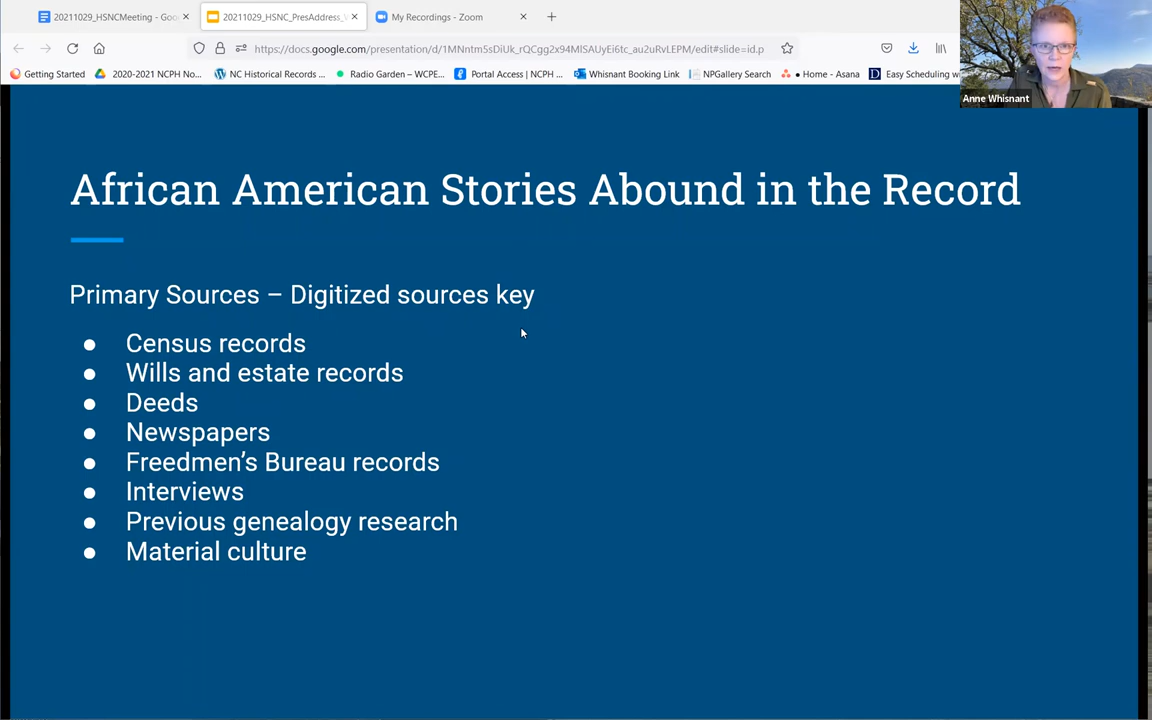 20211029_HSNCMeeting - Goo
20211029_HSNC_PresAddress_
My Recordings - Zoom
https://docs.google.com/presentation/d/1MNntm5sDiUk_rQCgg2x94MlSAUyEi6tc_au2uRvLEPM/edit#slide=id.p
Getting Started
2020-2021 NCPH No...
NC Historical Records ...
Radio Garden – WCPE...
Portal Access | NCPH ...
Whisnant Booking Link
NPGallery Search
• Home - Asana
Easy Scheduling w
Anne Whisnant
African American Stories Abound in the Record
Primary Sources – Digitized sources key
● Census records
● Wills and estate records
● Deeds
● Newspapers
● Freedmen’s Bureau records
● Interviews
● Previous genealogy research
● Material culture